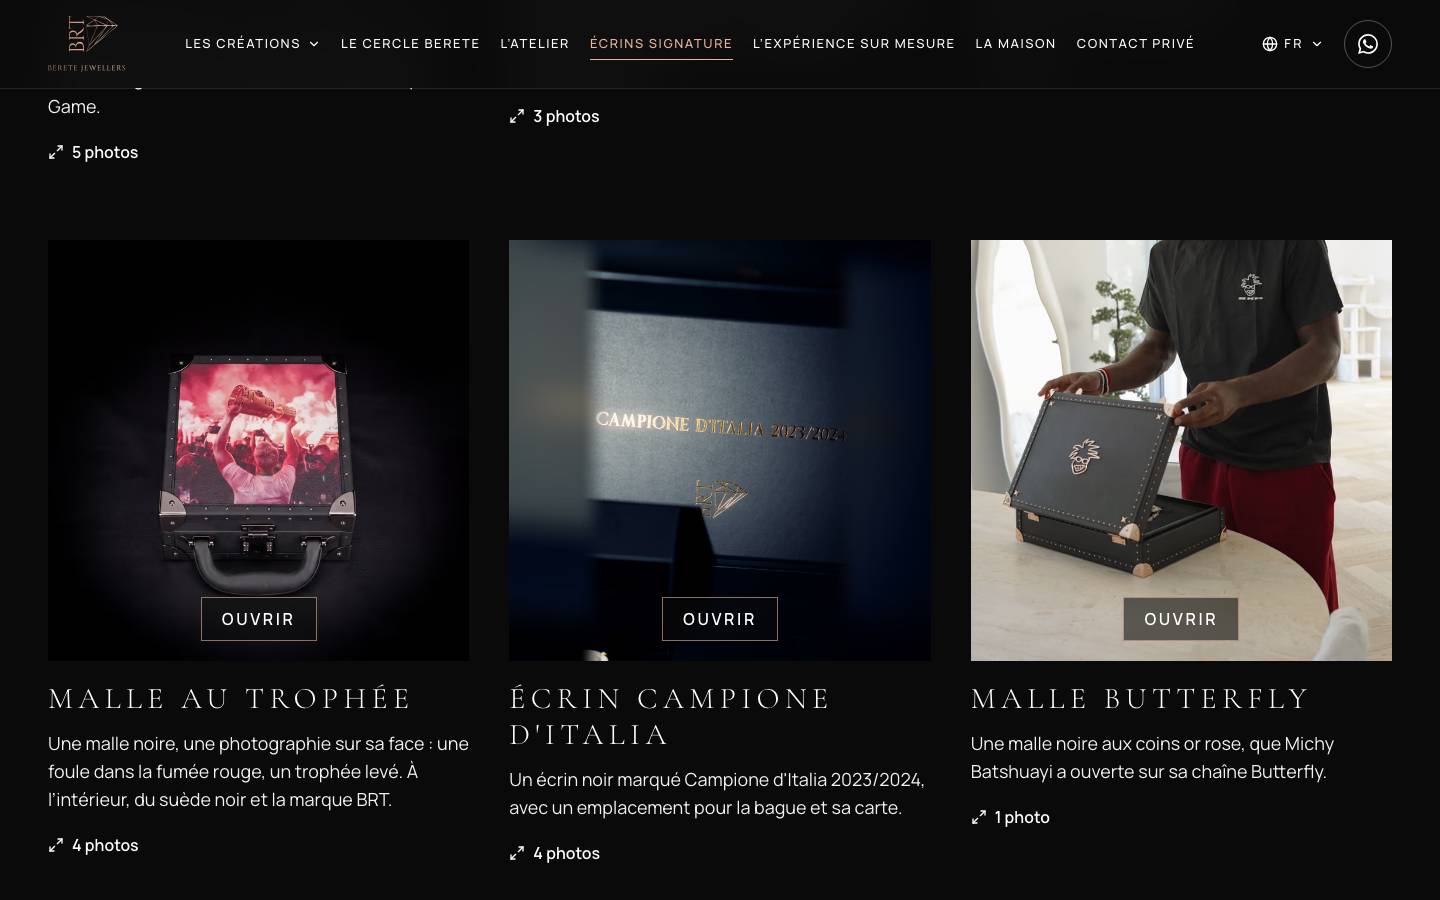 BRT
BERETE JEWELLERS
LES CRÉATIONS
LE CERCLE BERETE
L'ATELIER
ÉCRINS SIGNATURE
L'EXPÉRIENCE SUR MESURE
LA MAISON
CONTACT PRIVÉ
FR
Game.
5 photos
3 photos
CAMPIONE D'ITALIA 2023/2024
BRT
OUVRIR
OUVRIR
OUVRIR
MALLE AU TROPHÉE
Une malle noire, une photographie sur sa face : une
foule dans la fumée rouge, un trophée levé. À
l'intérieur, du suède noir et la marque BRT.
4 photos
ÉCRIN CAMPIONE
D'ITALIA
Un écrin noir marqué Campione d'Italia 2023/2024,
avec un emplacement pour la bague et sa carte.
4 photos
MALLE BUTTERFLY
Une malle noire aux coins or rose, que Michy
Batshuayi a ouverte sur sa chaîne Butterfly.
1 photo